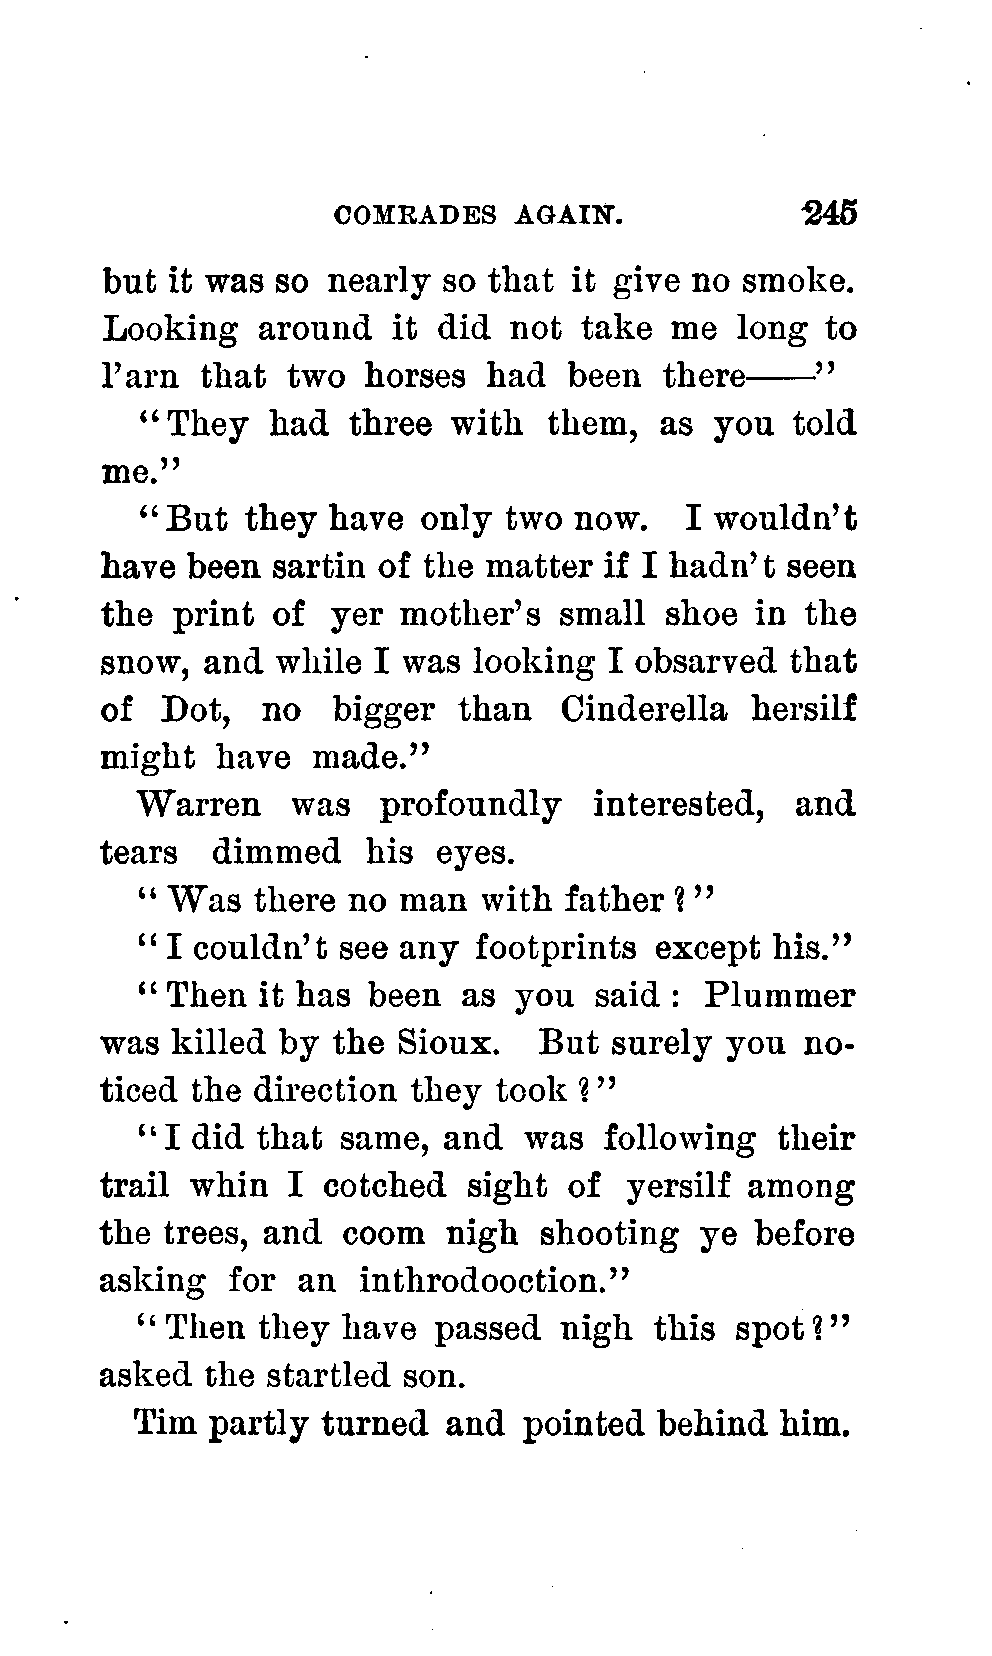 COMRADES AGAIN. 245
but it was so nearly so that it give no smoke.
Looking around it did not take me long to
l'arn that two horses had been there——"
"They had three with them, as you told
me."
"But they have only two now. I wouldn't
have been sartin of the matter if I hadn't seen
the print of yer mother's small shoe in the
snow, and while I was looking I obsarved that
of Dot, no bigger than Cinderella hersilf
might have made."
Warren was profoundly interested, and
tears dimmed his eyes.
"Was there no man with father?"
"I couldn't see any footprints except his."
"Then it has been as you said: Plummer
was killed by the Sioux. But surely you no-
ticed the direction they took?"
"I did that same, and was following their
trail whin I cotched sight of yersilf among
the trees, and coom nigh shooting ye before
asking for an inthrodooction."
"Then they have passed nigh this spot?"
asked the startled son.
Tim partly turned and pointed behind him.